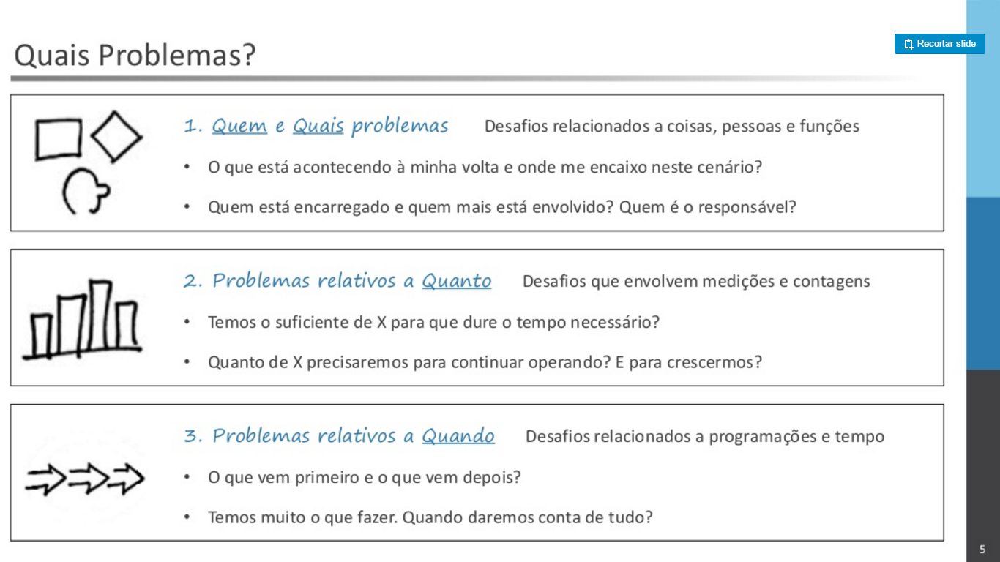 Recortar slide
Quais Problemas?
1. Quem e Quais problemas Desafios relacionados a coisas, pessoas e funções
• O que está acontecendo à minha volta e onde me encaixo neste cenário?
• Quem está encarregado e quem mais está envolvido? Quem é o responsável?
2. Problemas relativos a Quanto Desafios que envolvem medições e contagens
• Temos o suficiente de X para que dure o tempo necessário?
• Quanto de X precisaremos para continuar operando? E para crescermos?
3. Problemas relativos a Quando Desafios relacionados a programações e tempo
• O que vem primeiro e o que vem depois?
• Temos muito o que fazer. Quando daremos conta de tudo?
5